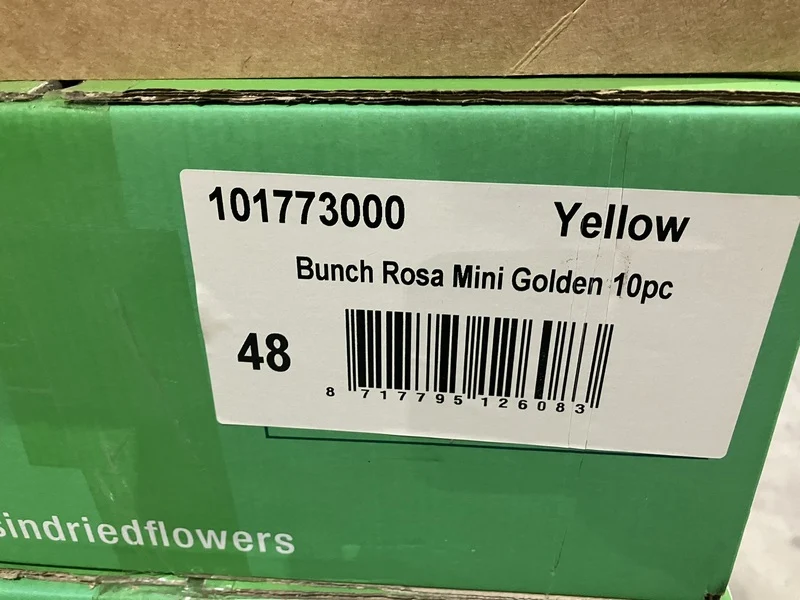 101773000 Yellow
Bunch Rosa Mini Golden 10pc
48
8 717795 126083
sindriedflowers